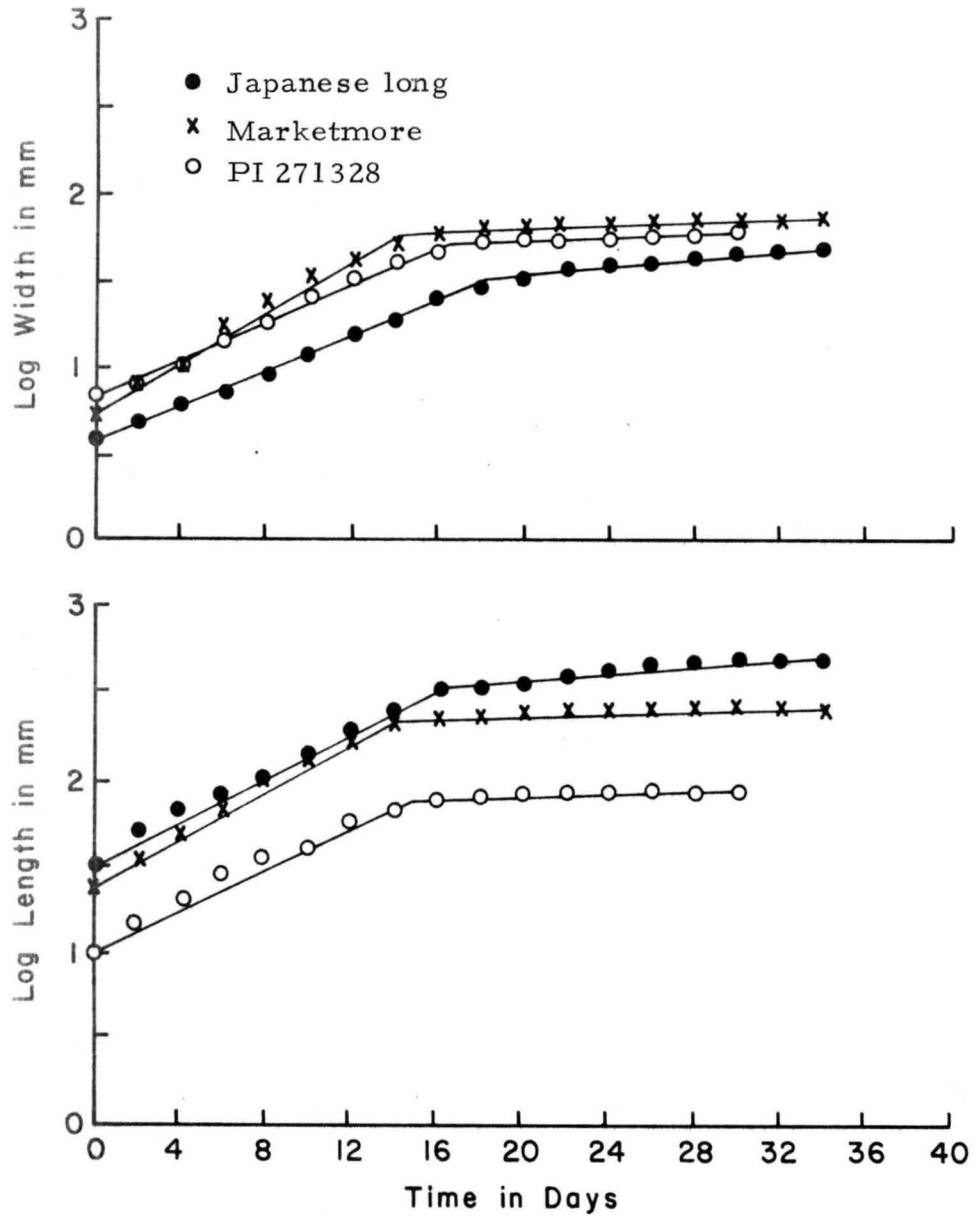 3
● Japanese long
x Marketmore
○ PI 271328
2
1
0
Log Width in mm
3
2
1
0
Log Length in mm
0 4 8 12 16 20 24 28 32 36 40
Time in Days